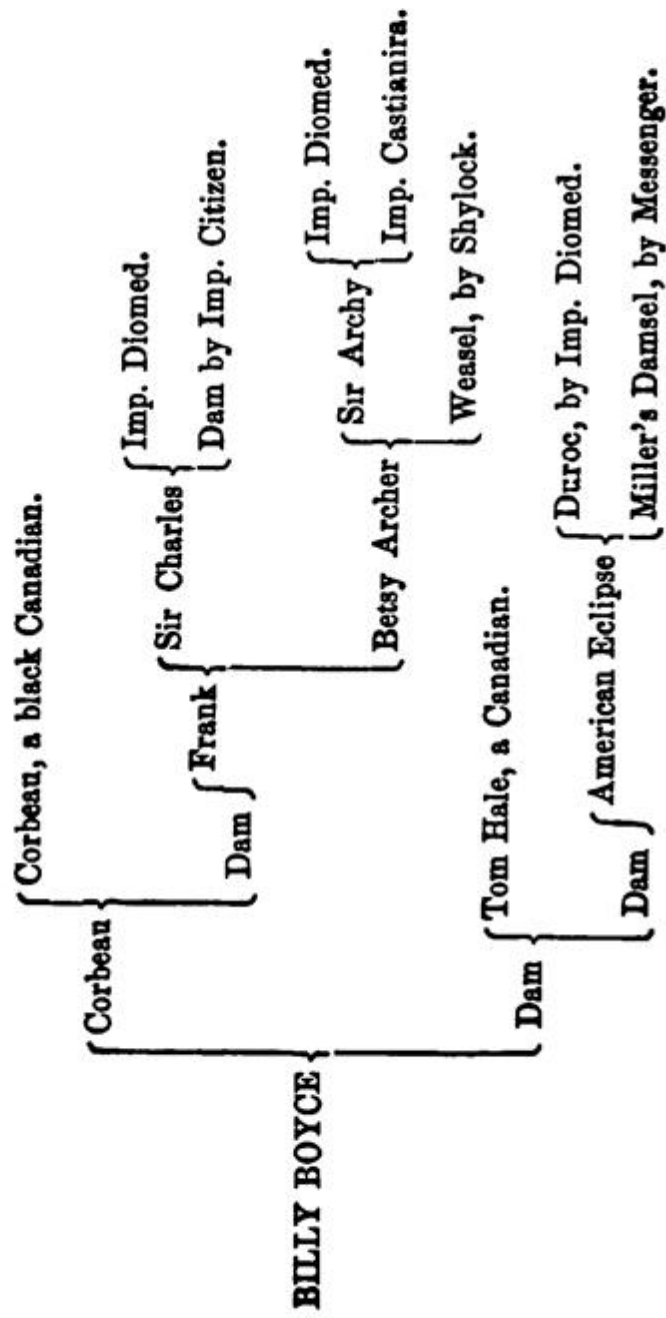 BILLY BOYCE
Corbeau
Corbeau, a black Canadian.
Dam
Frank
Sir Charles
Imp. Diomed.
Dam by Imp. Citizen.
Betsy Archer
Sir Archy
Imp. Diomed.
Imp. Castianira.
Weasel, by Shylock.
Dam
Tom Hale, a Canadian.
Dam
American Eclipse
Duroc, by Imp. Diomed.
Miller's Damsel, by Messenger.